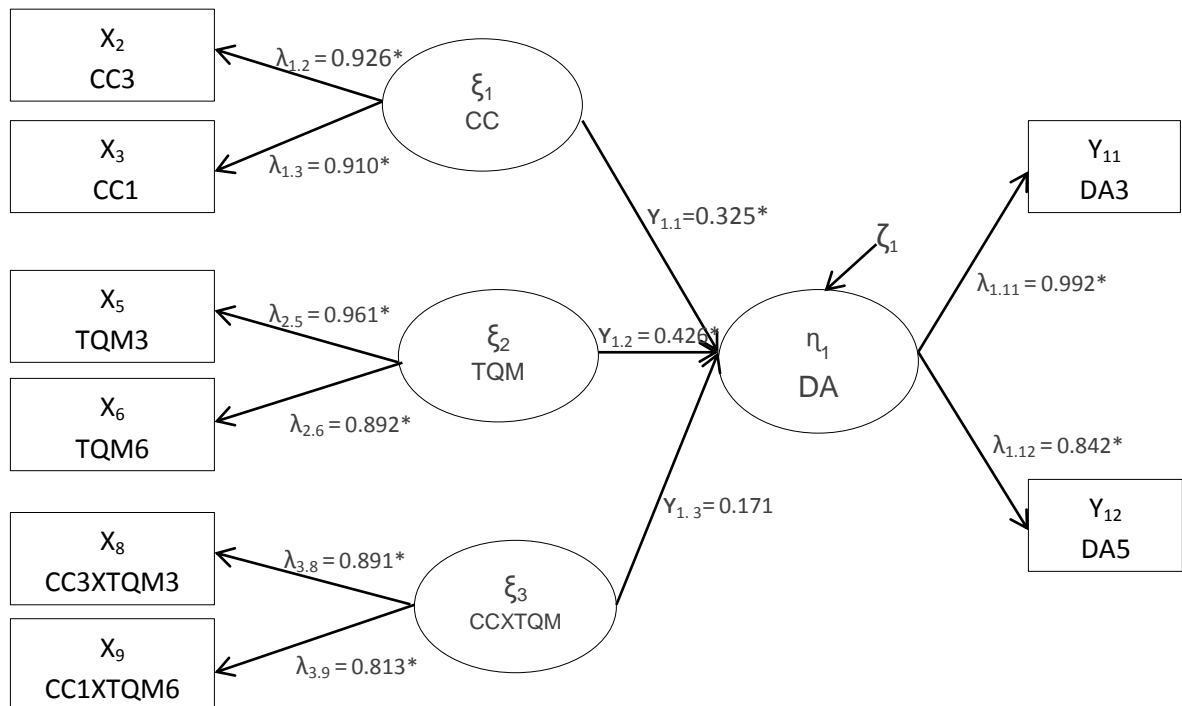 X₂
CC3
λ₁.₂ = 0.926*
ξ₁
CC
X₃
CC1
λ₁.₃ = 0.910*
Y₁₁
DA3
ϒ₁.₁=0.325*
ζ₁
λ₁.₁₁ = 0.992*
X₅
TQM3
λ₂.₅ = 0.961*
ξ₂
TQM
ϒ₁.₂ = 0.426*
η₁
DA
X₆
TQM6
λ₂.₆ = 0.892*
λ₁.₁₂ = 0.842*
Y₁₂
DA5
ϒ₁. ₃ = 0.171
X₈
CC3XTQM3
λ₃.₈ = 0.891*
ξ₃
CCXTQM
X₉
CC1XTQM6
λ₃.₉ = 0.813*